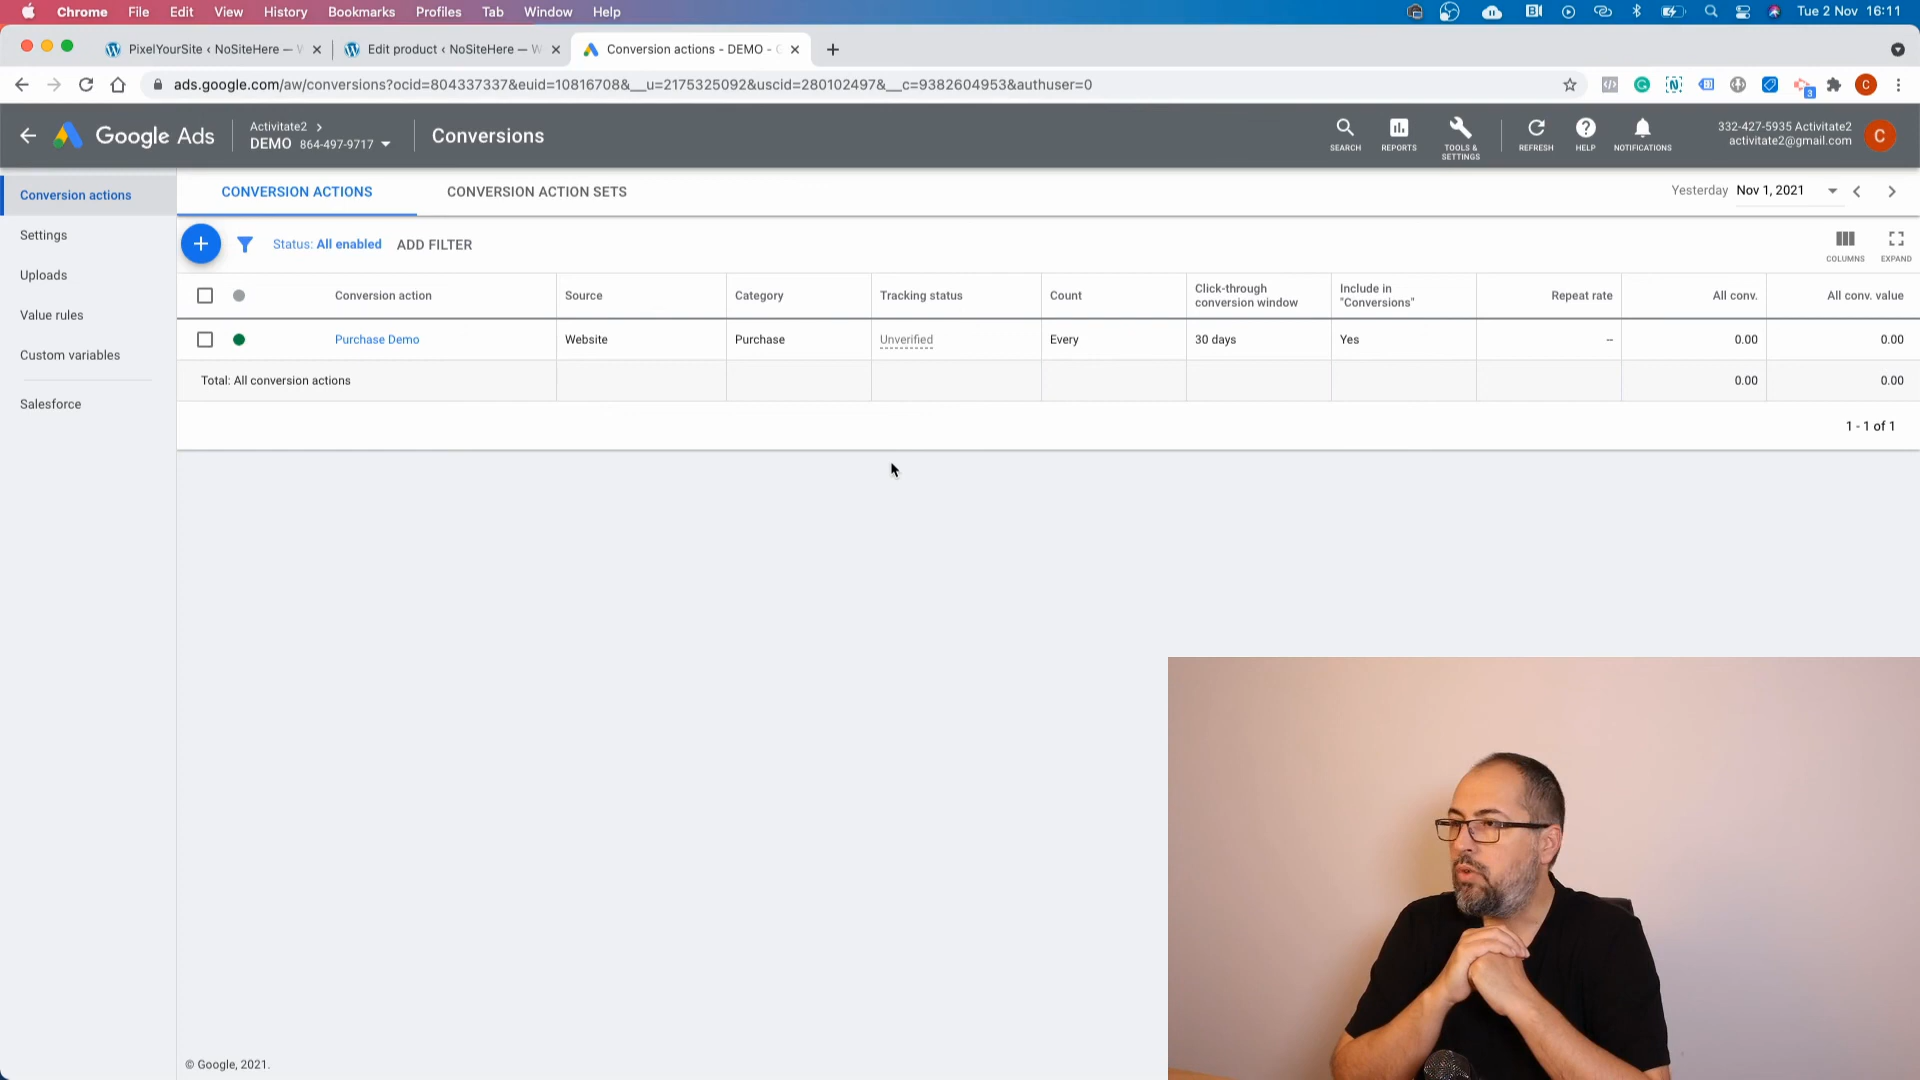 Chrome File Edit View History Bookmarks Profiles Tab Window Help Tue 2 Nov 16:11
PixelYourSite ‹ NoSiteHere — Edit product ‹ NoSiteHere — Conversion actions - DEMO -
ads.google.com/aw/conversions?ocid=804337337&euid=10816708&__u=2175325092&uscid=280102497&__c=9382604953&authuser=0
3
C
Google Ads
Activitate2 >
DEMO 864-497-9717
Conversions
SEARCH
REPORTS
TOOLS &
SETTINGS
REFRESH
HELP
NOTIFICATIONS
332-427-5935 Activitate2
activitate2@gmail.com
C
Conversion actions
Settings
Uploads
Value rules
Custom variables
Salesforce
CONVERSION ACTIONS CONVERSION ACTION SETS
Yesterday Nov 1, 2021
Status: All enabled ADD FILTER
COLUMNS
EXPAND
Conversion action Source Category Tracking status Count Click-through conversion window Include in "Conversions" Repeat rate All conv. All conv. value
Purchase Demo Website Purchase Unverified Every 30 days Yes – 0.00 0.00
Total: All conversion actions 0.00 0.00
1 - 1 of 1
© Google, 2021.